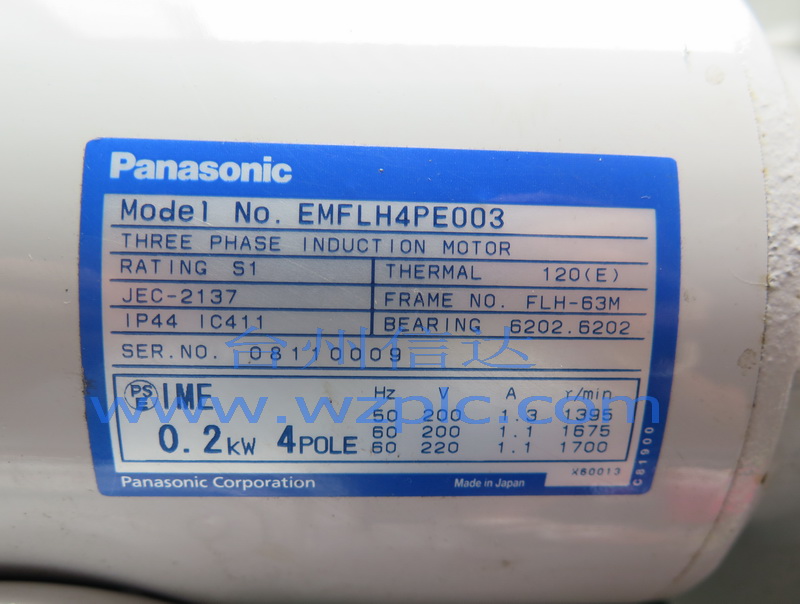 Panasonic
Model No. EMFLH4PE003
THREE PHASE INDUCTION MOTOR
RATING S1 THERMAL 120(E)
JEC-2137 FRAME NO. FLH-63M
IP44 IC411 BEARING 6202.6202
SER.NO. 08110009
台州信达
PS E IME Hz V A r/min
www.wzpic.com
50 200 1.3 1395
60 200 1.1 1675
0.2kW 4POLE 60 220 1.1 1700
X60013
C81900
Panasonic Corporation Made in Japan